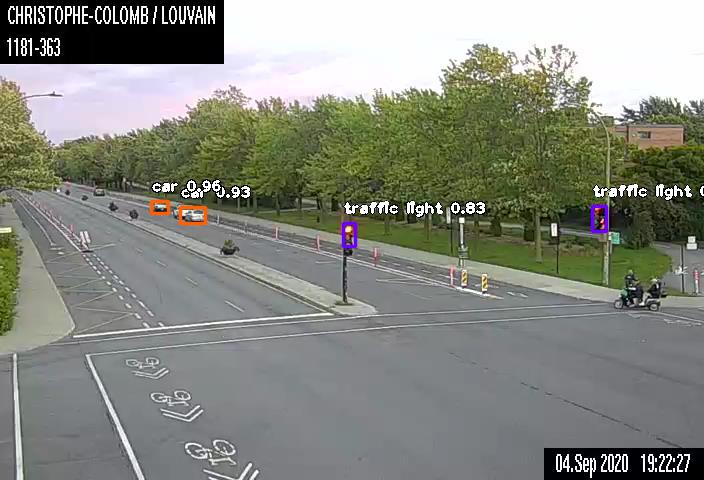 CHRISTOPHE-COLOMB / LOUVAIN
1181-363
car 0.96
car 0.93
traffic light 0.83
traffic light 0
04.Sep 2020 19:22:27